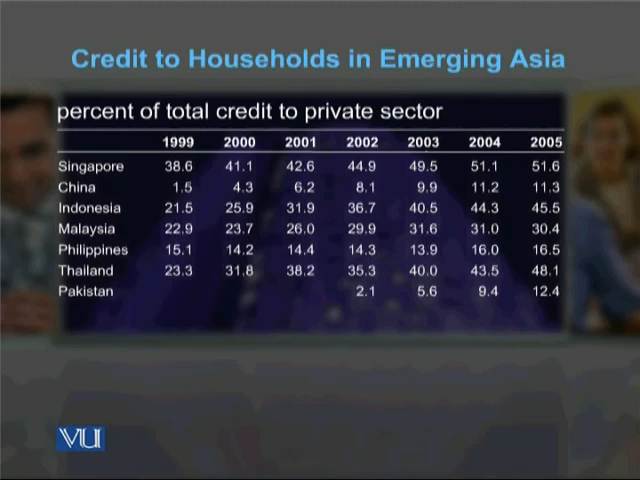 Credit to Households in Emerging Asia
percent of total credit to private sector
1999 2000 2001 2002 2003 2004 2005
Singapore 38.6 41.1 42.6 44.9 49.5 51.1 51.6
China 1.5 4.3 6.2 8.1 9.9 11.2 11.3
Indonesia 21.5 25.9 31.9 36.7 40.5 44.3 45.5
Malaysia 22.9 23.7 26.0 29.9 31.6 31.0 30.4
Philippines 15.1 14.2 14.4 14.3 13.9 16.0 16.5
Thailand 23.3 31.8 38.2 35.3 40.0 43.5 48.1
Pakistan 2.1 5.6 9.4 12.4
VU